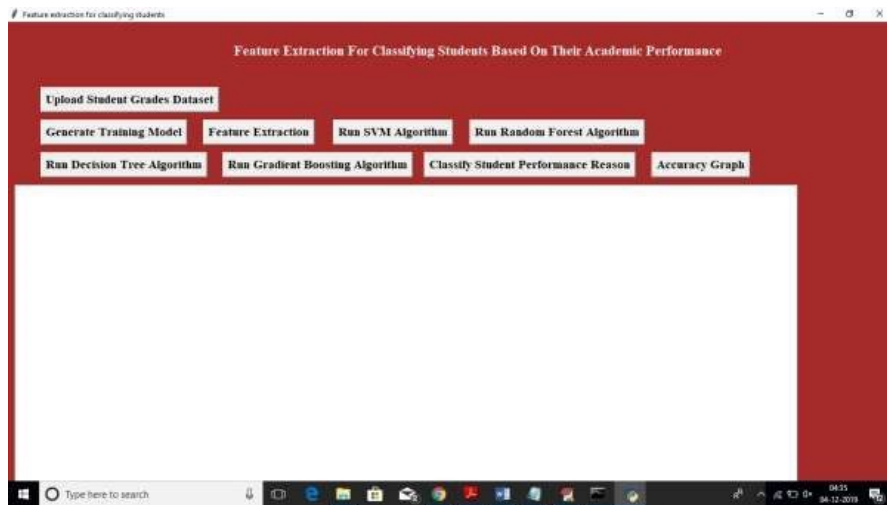 Feature extraction for classifying students
Feature Extraction For Classifying Students Based On Their Academic Performance
Upload Student Grades Dataset
Generate Training Model Feature Extraction Run SVM Algorithm Run Random Forest Algorithm
Run Decision Tree Algorithm Run Gradient Boosting Algorithm Classify Student Performance Reason Accuracy Graph
Type here to search
04:35
04-12-2019